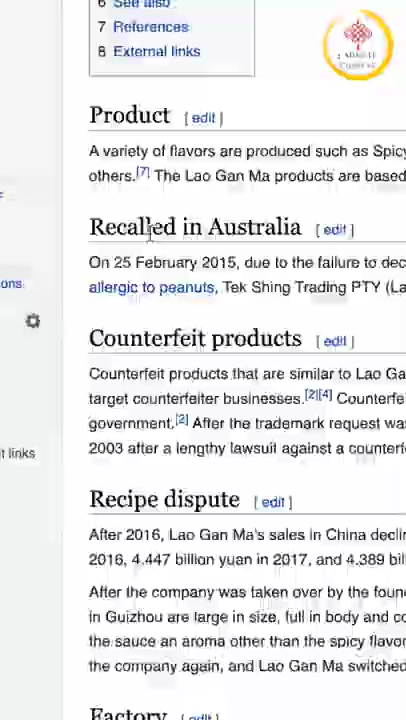 6 See also
7 References
8 External links
Product [ edit ]
A variety of flavors are produced such as Spicy
others.[7] The Lao Gan Ma products are based
Recalled in Australia [ edit ]
On 25 February 2015, due to the failure to dec
allergic to peanuts, Tek Shing Trading PTY (La
ons.
Counterfeit products [ edit ]
Counterfeit products that are similar to Lao Ga
target counterfeiter businesses.[2][4] Counterfe
government.[2] After the trademark request wa
2003 after a lengthy lawsuit against a counterf
t links
Recipe dispute [ edit ]
After 2016, Lao Gan Ma's sales in China declin
2016, 4.447 billion yuan in 2017, and 4.389 bil
After the company was taken over by the foun
in Guizhou are large in size, full in body and co
the sauce an aroma other than the spicy flavor
the company again, and Lao Gan Ma switched
Factory [ edit ]